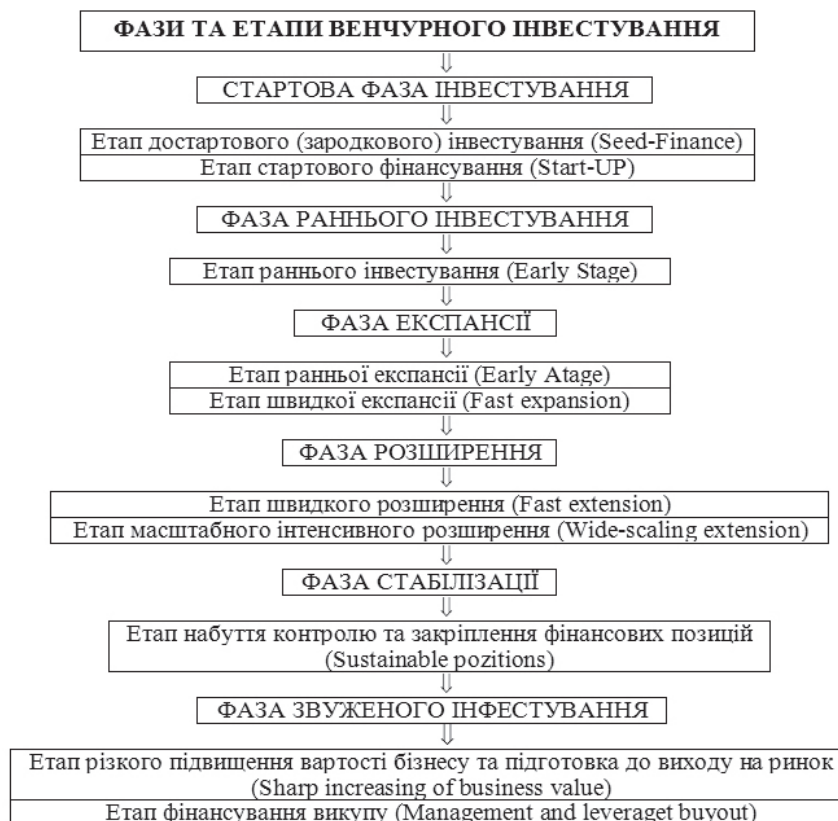 ФАЗИ ТА ЕТАПИ ВЕНЧУРНОГО ІНВЕСТУВАННЯ
СТАРТОВА ФАЗА ІНВЕСТУВАННЯ
Етап достартового (зародкового) інвестування (Seed-Finance)
Етап стартового фінансування (Start-UP)
ФАЗА РАННЬОГО ІНВЕСТУВАННЯ
Етап раннього інвестування (Early Stage)
ФАЗА ЕКСПАНСІЇ
Етап ранньої експансії (Early Atage)
Етап швидкої експансії (Fast expansion)
ФАЗА РОЗШИРЕННЯ
Етап швидкого розширення (Fast extension)
Етап масштабного інтенсивного розширення (Wide-scaling extension)
ФАЗА СТАБІЛІЗАЦІЇ
Етап набуття контролю та закріплення фінансових позицій
(Sustainable pozitions)
ФАЗА ЗВУЖЕНОГО ІНФЕСТУВАННЯ
Етап різкого підвищення вартості бізнесу та підготовка до виходу на ринок
(Sharp increasing of business value)
Етап фінансування викупу (Management and leveraget buyout)